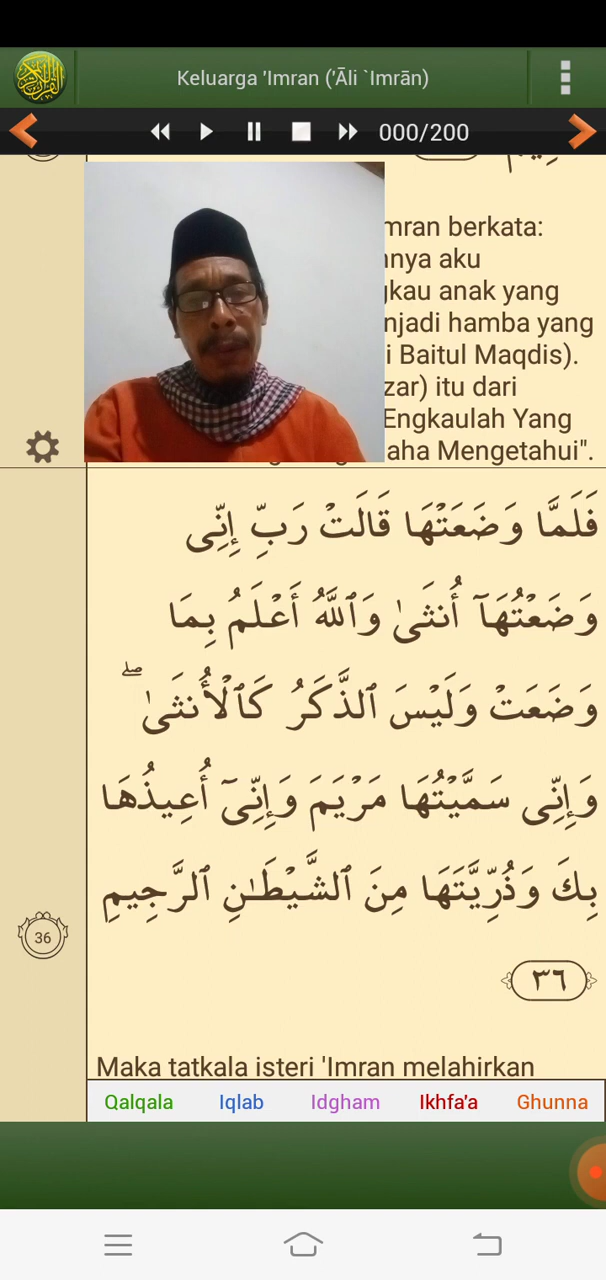 Keluarga 'Imran ('Āli `Imrān)
000/200
mran berkata:
nya aku
gkau anak yang
njadi hamba yang
i Baitul Maqdis).
zar) itu dari
Engkaulah Yang
aha Mengetahui".
فَلَمَّا وَضَعَتْهَا قَالَتْ رَبِّ إِنِّى
وَضَعْتُهَآ أُنثَىٰ وَٱللَّهُ أَعْلَمُ بِمَا
وَضَعَتْ وَلَيْسَ ٱلذَّكَرُ كَٱلْأُنثَىٰ ۖ
وَإِنِّى سَمَّيْتُهَا مَرْيَمَ وَإِنِّىٓ أُعِيذُهَا
بِكَ وَذُرِّيَّتَهَا مِنَ ٱلشَّيْطَـٰنِ ٱلرَّجِيمِ
36
٣٦
Maka tatkala isteri 'Imran melahirkan
Qalqala Iqlab Idgham Ikhfa'a Ghunna